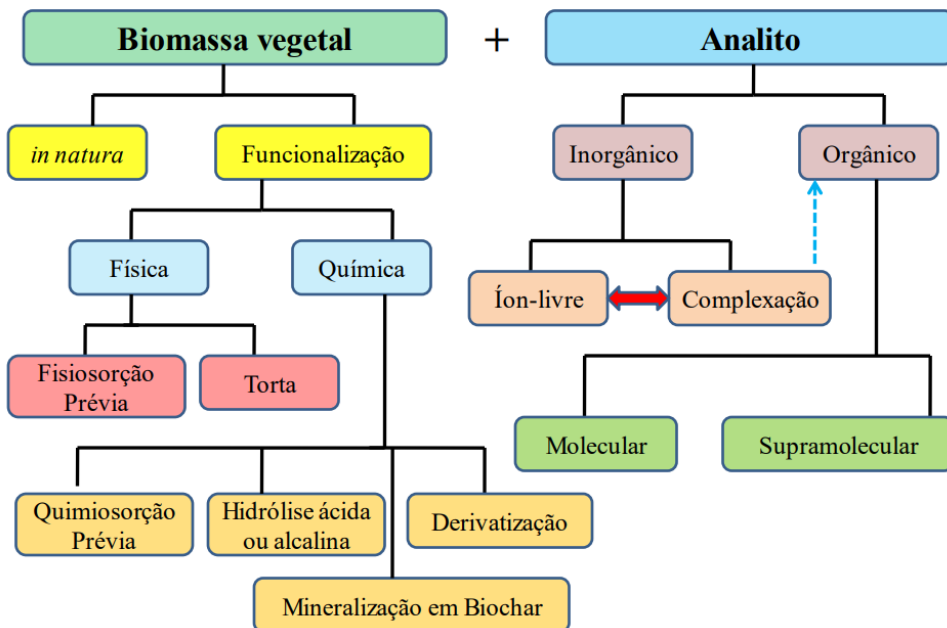 Biomassa vegetal
+
Analito
in natura
Funcionalização
Inorgânico
Orgânico
Física
Química
Íon-livre
Complexação
Fisiosorção
Prévia
Torta
Molecular
Supramolecular
Quimiosorção
Prévia
Hidrólise ácida
ou alcalina
Derivatização
Mineralização em Biochar